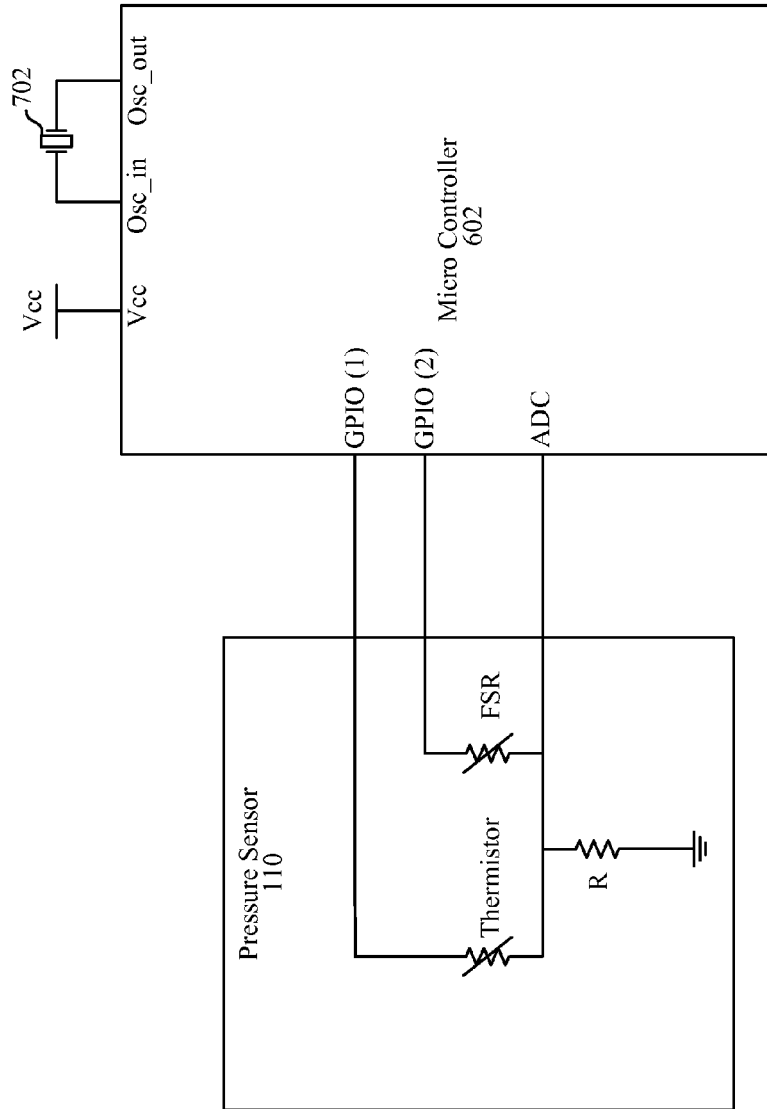 702
Osc_out
Osc_in
Vcc
Vcc
Micro Controller
602
GPIO (1)
GPIO (2)
ADC
Pressure Sensor
110
FSR
Thermistor
R